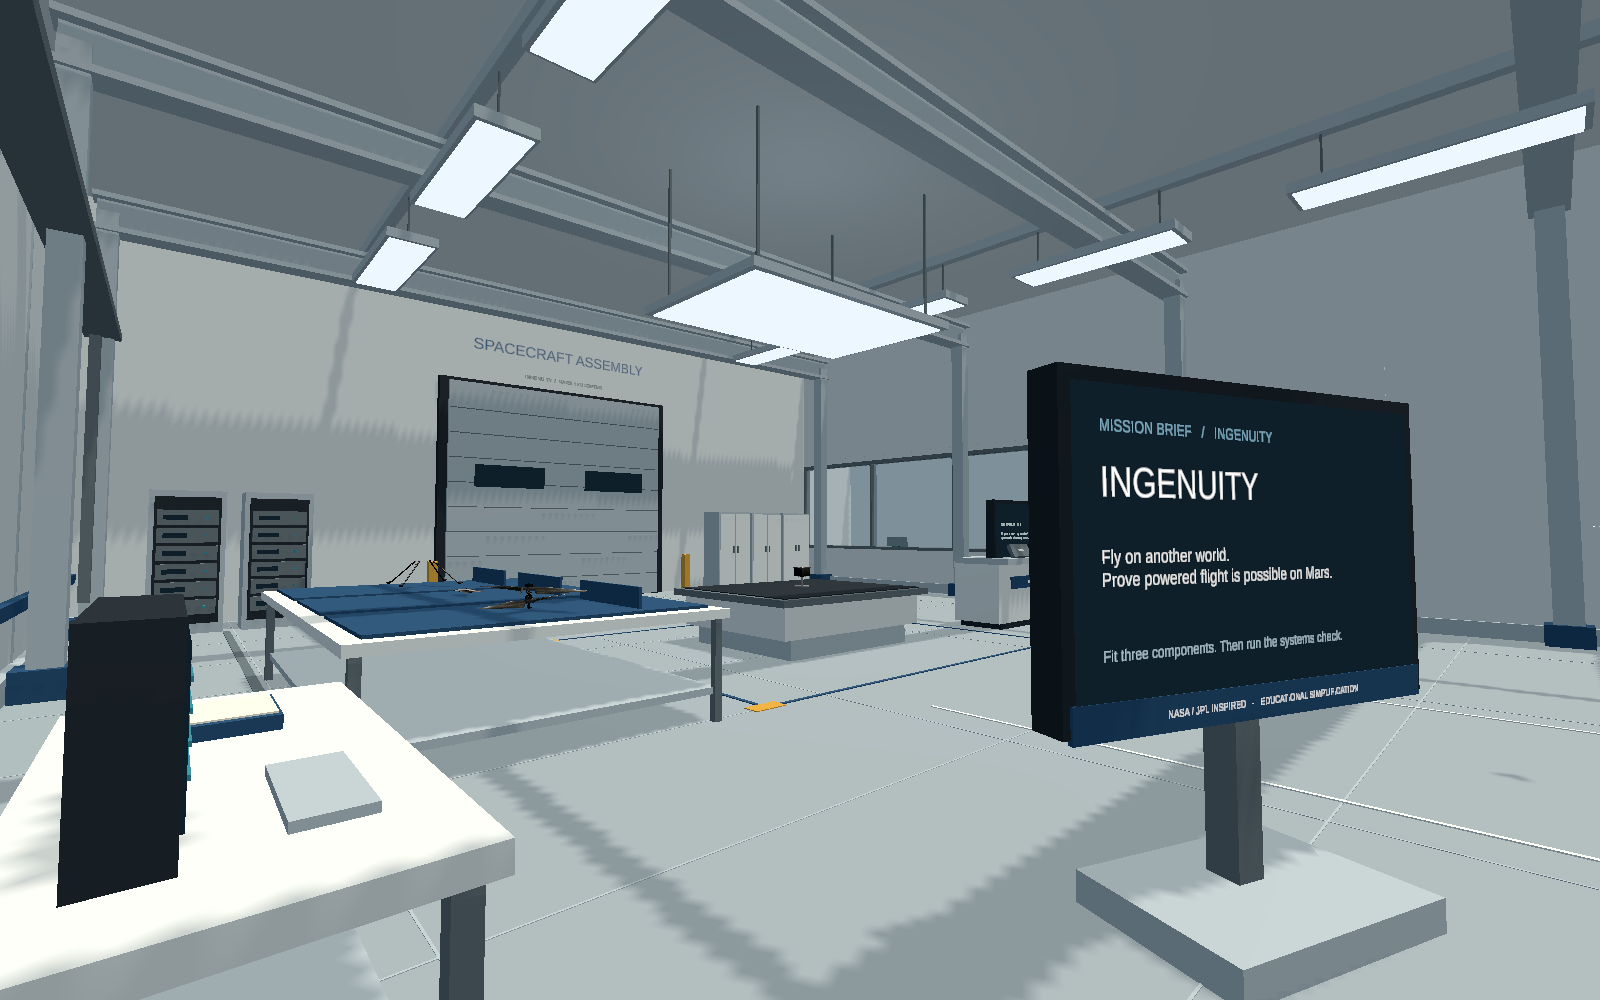 SPACECRAFT ASSEMBLY
MISSION BRIEF / INGENUITY
INGENUITY
Fly on another world.
Prove powered flight is possible on Mars.
Fit three components. Then run the systems check.
NASA / JPL INSPIRED - EDUCATIONAL SIMPLIFICATION